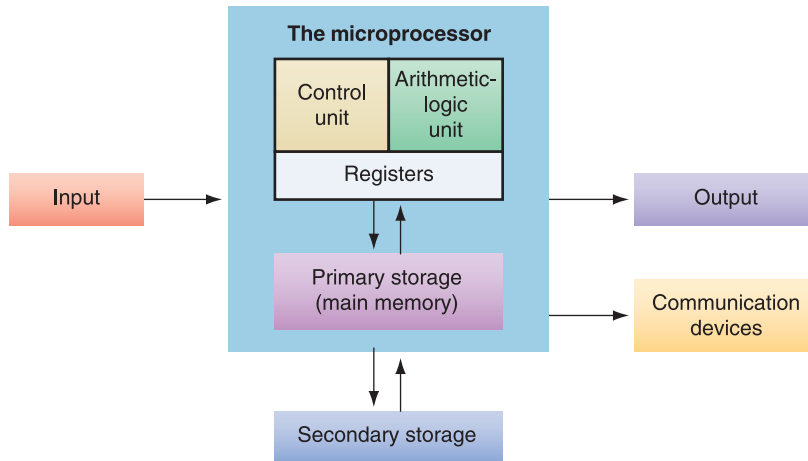 The microprocessor
Control
unit
Arithmetic-
logic
unit
Registers
Input
Output
Primary storage
(main memory)
Communication
devices
Secondary storage